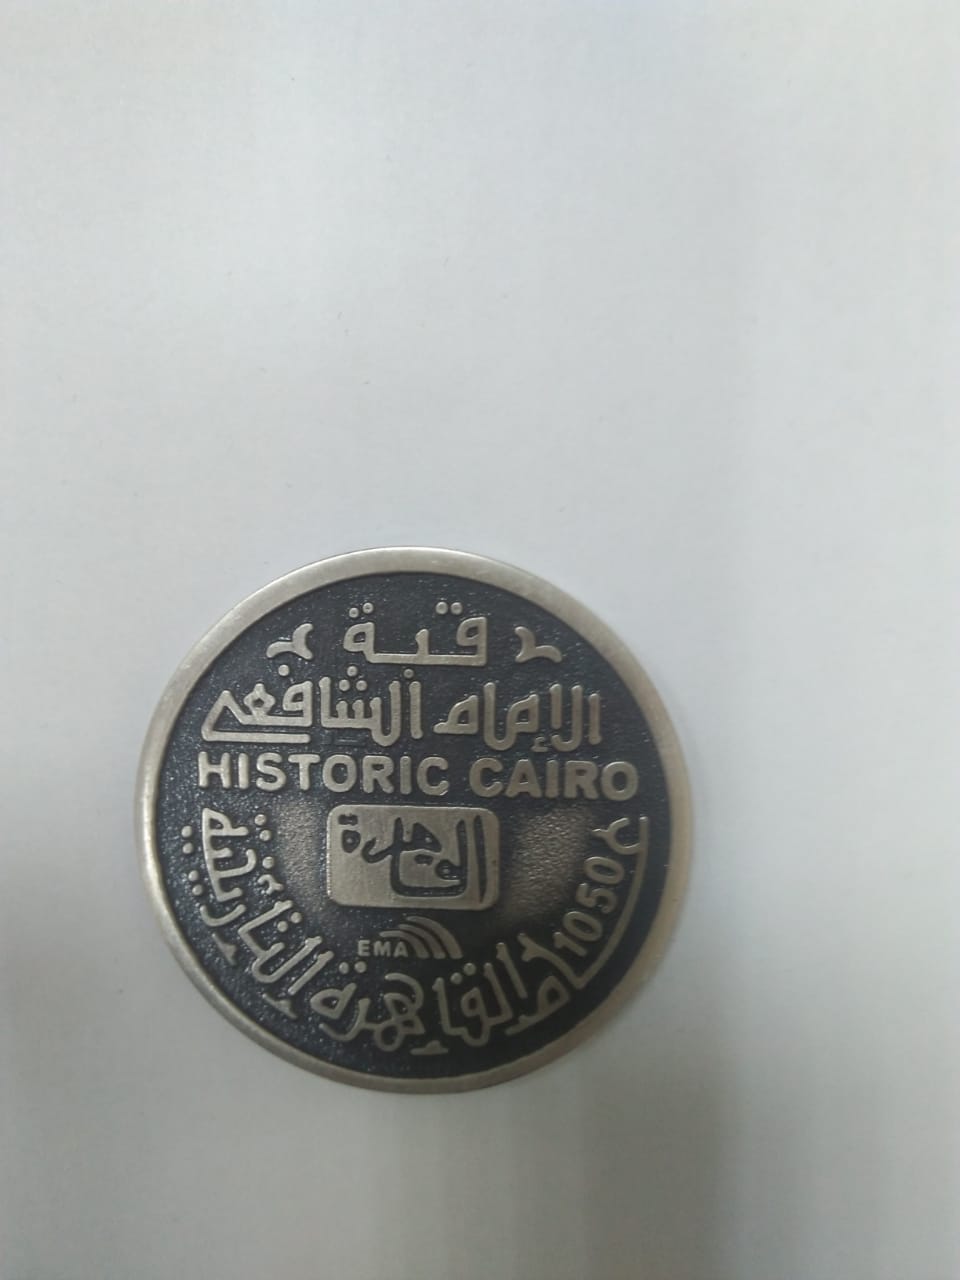 قبة
الإمام الشافعي
HISTORIC CAIRO
القاهرة
EMA
1050 عام القاهرة التاريخية